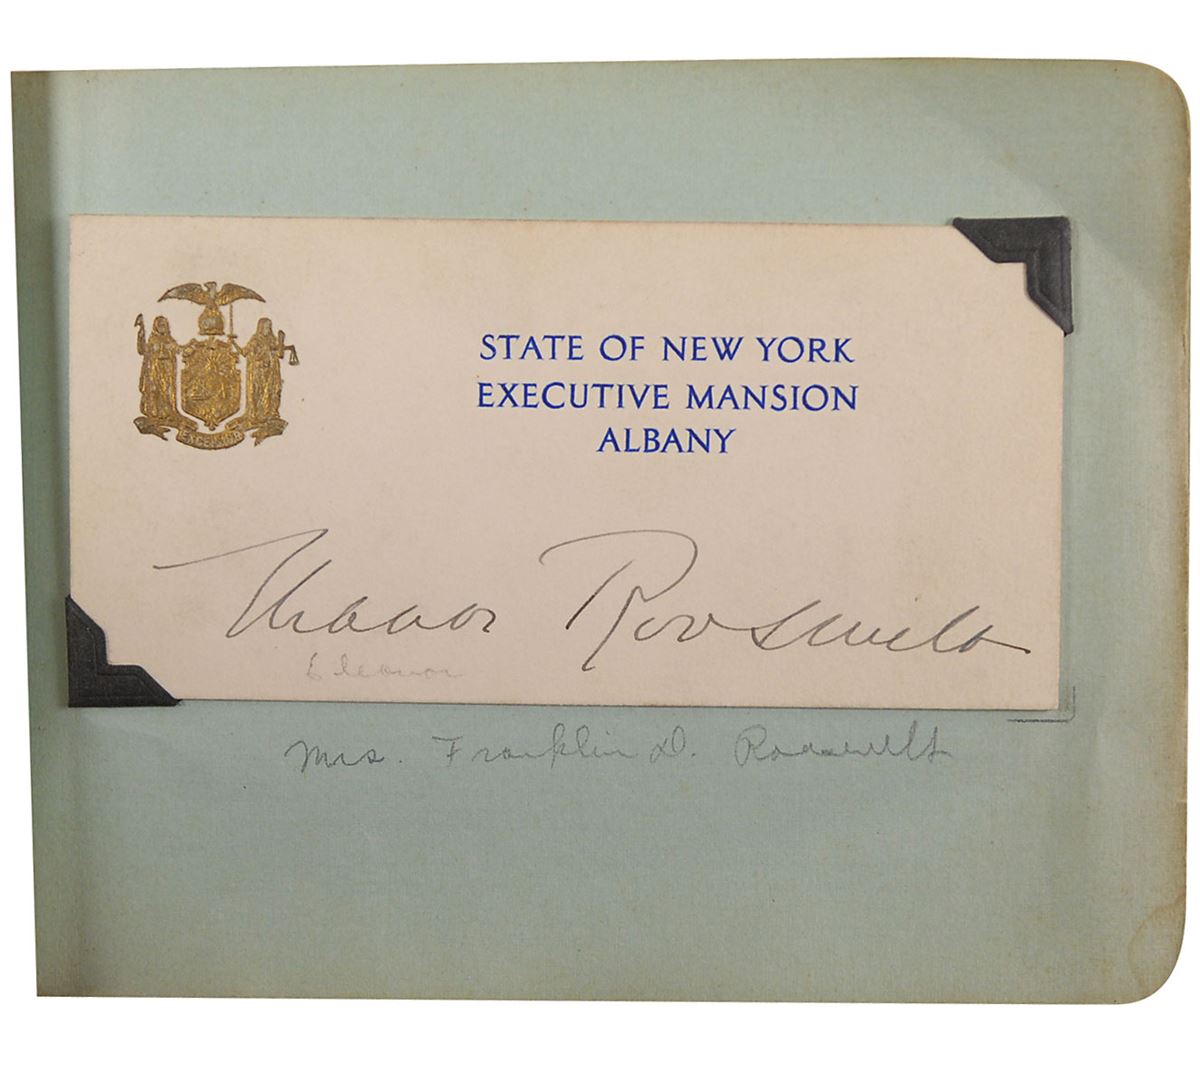 EXCELSIOR
STATE OF NEW YORK
EXECUTIVE MANSION
ALBANY
Eleanor Roosevelt
Eleanor
Mrs. Franklin D. Roosevelt